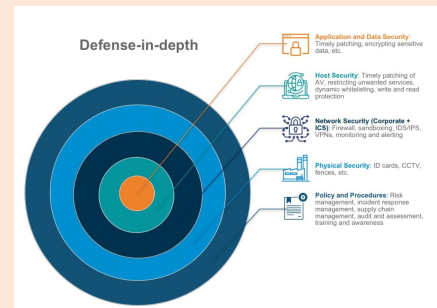 Defense-in-depth
Application and Data Security:
Timely patching, encrypting sensitive
data, etc.
Host Security: Timely patching of
AV, restricting unwanted services,
dynamic whitelisting, write and read
protection
Network Security (Corporate +
ICS): Firewall, sandboxing, IDS/IPS,
VPNs, monitoring and alerting
Physical Security: ID cards, CCTV,
fences, etc.
Policy and Procedures: Risk
management, incident response
management, supply chain
management, audit and assessment,
training and awareness